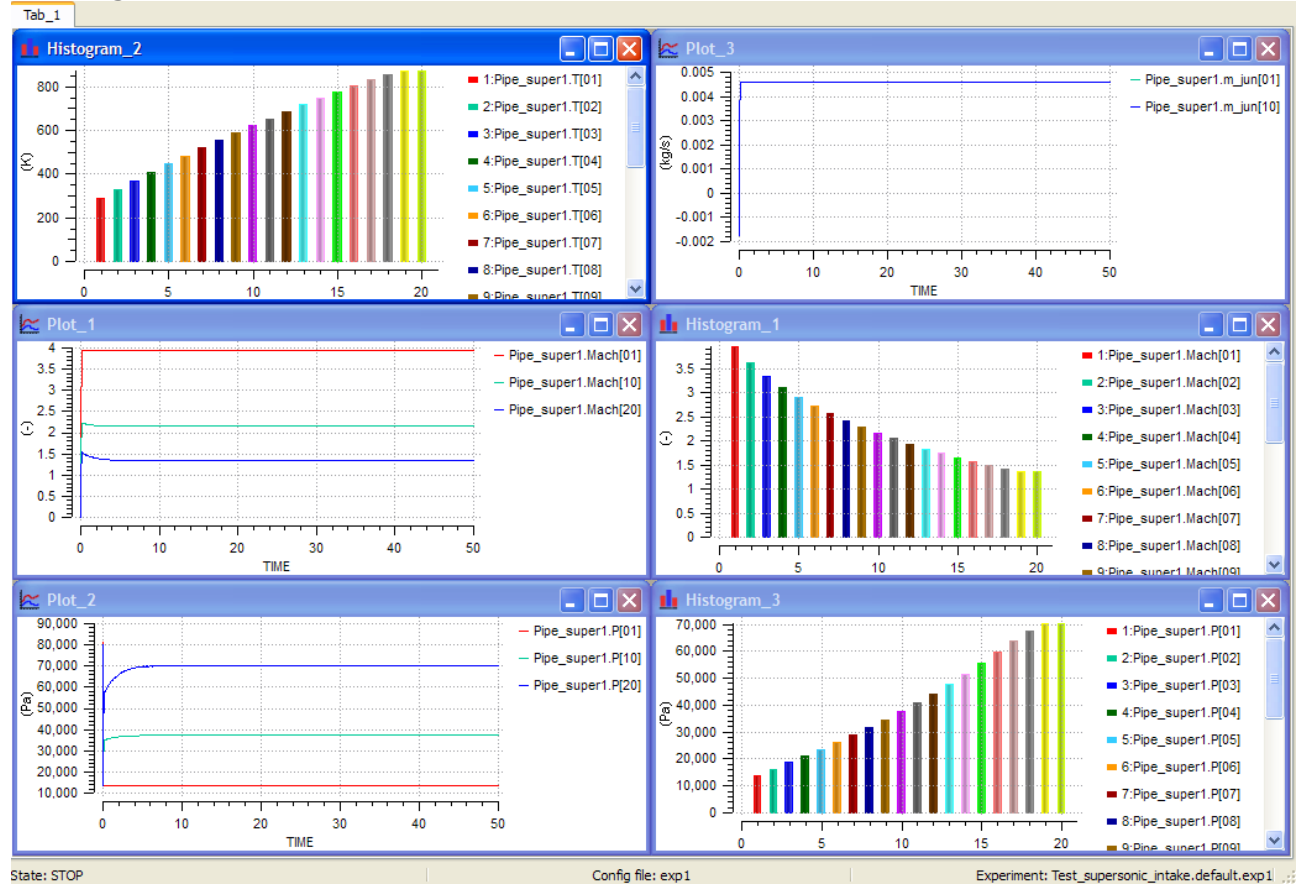 Tab_1
Histogram_2
800
600
400
200
0
(K)
0 5 10 15 20
1:Pipe_super1.T[01]
2:Pipe_super1.T[02]
3:Pipe_super1.T[03]
4:Pipe_super1.T[04]
5:Pipe_super1.T[05]
6:Pipe_super1.T[06]
7:Pipe_super1.T[07]
8:Pipe_super1.T[08]
9:Pipe_super1.T[09]
Plot_3
0.005
0.004
0.003
0.002
0.001
0
-0.001
-0.002
(kg/s)
0 10 20 30 40 50
TIME
Pipe_super1.m_jun[01]
Pipe_super1.m_jun[10]
Plot_1
4
3.5
3
2.5
2
1.5
1
0.5
0
(-)
0 10 20 30 40 50
TIME
Pipe_super1.Mach[01]
Pipe_super1.Mach[10]
Pipe_super1.Mach[20]
Histogram_1
3.5
3
2.5
2
1.5
1
0.5
0
(-)
0 5 10 15 20
1:Pipe_super1.Mach[01]
2:Pipe_super1.Mach[02]
3:Pipe_super1.Mach[03]
4:Pipe_super1.Mach[04]
5:Pipe_super1.Mach[05]
6:Pipe_super1.Mach[06]
7:Pipe_super1.Mach[07]
8:Pipe_super1.Mach[08]
9:Pipe_super1.Mach[09]
Plot_2
90,000
80,000
70,000
60,000
50,000
40,000
30,000
20,000
10,000
(Pa)
0 10 20 30 40 50
TIME
Pipe_super1.P[01]
Pipe_super1.P[10]
Pipe_super1.P[20]
Histogram_3
70,000
60,000
50,000
40,000
30,000
20,000
10,000
0
(Pa)
0 5 10 15 20
1:Pipe_super1.P[01]
2:Pipe_super1.P[02]
3:Pipe_super1.P[03]
4:Pipe_super1.P[04]
5:Pipe_super1.P[05]
6:Pipe_super1.P[06]
7:Pipe_super1.P[07]
8:Pipe_super1.P[08]
9:Pipe_super1.P[09]
State: STOP
Config file: exp1
Experiment: Test_supersonic_intake.default.exp1